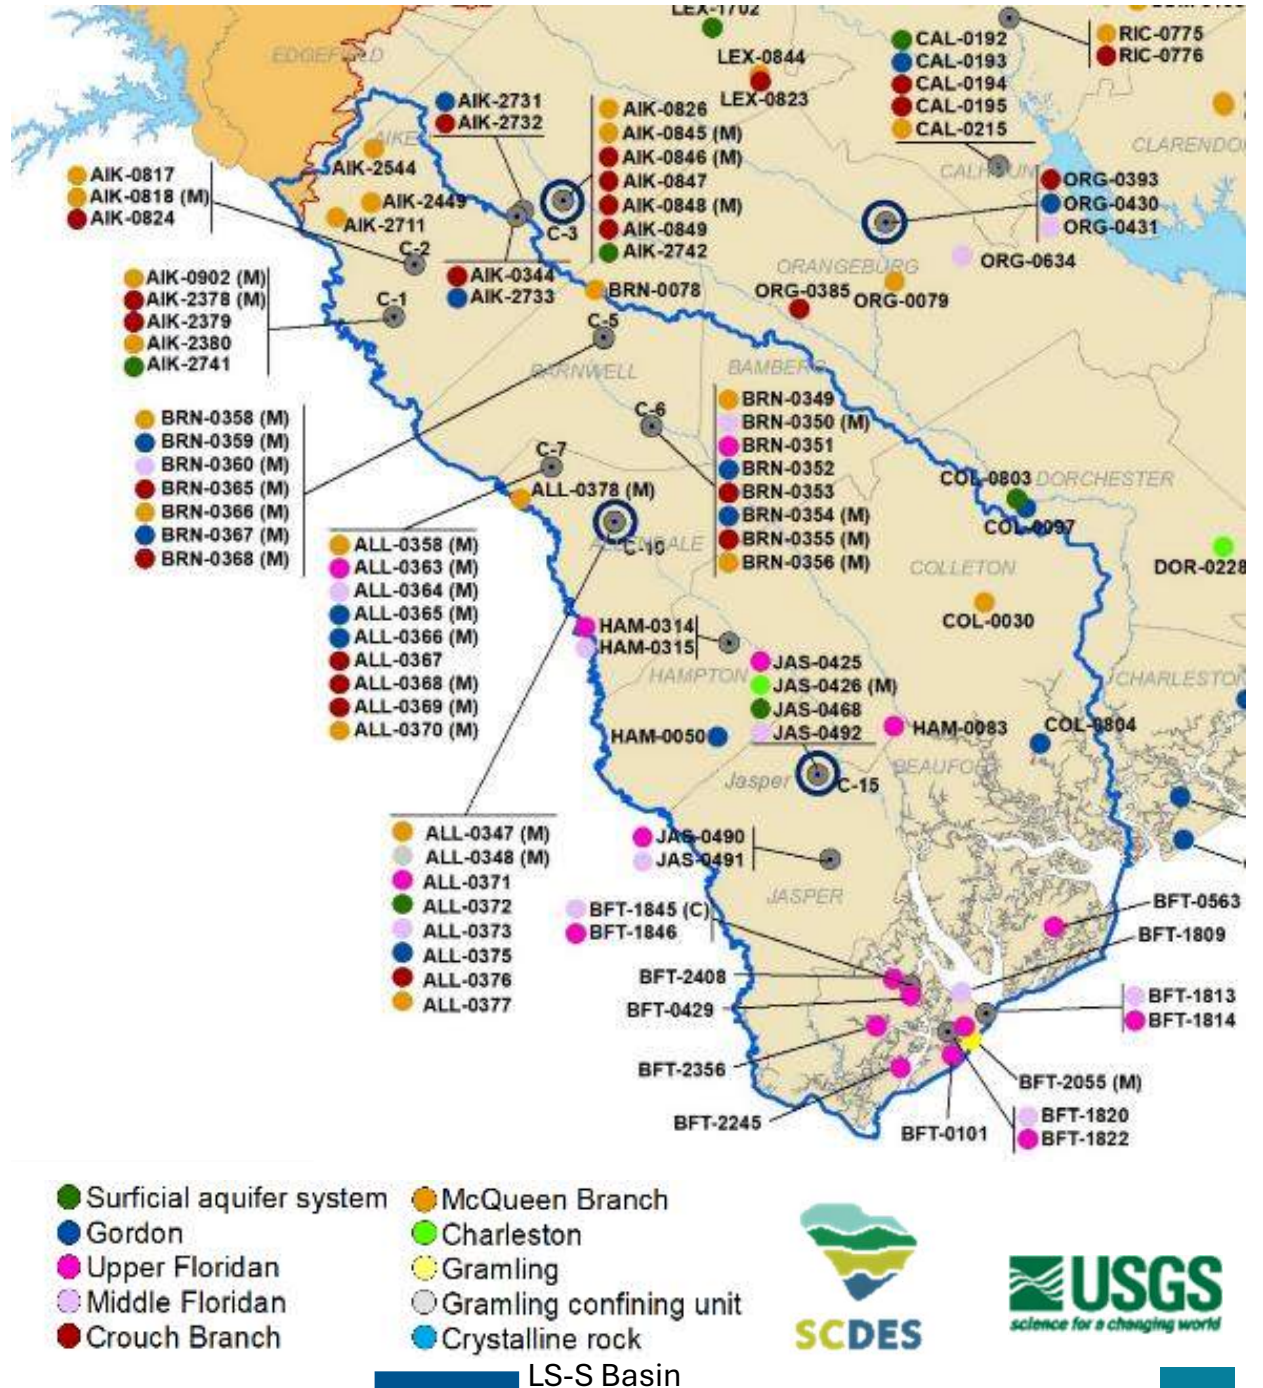 LEX-1702
EDGEFIELD
CAL-0192
CAL-0193
CAL-0194
CAL-0195
CAL-0215
RIC-0775
RIC-0776
LEX-0844
LEX-0823
AIK-2731
AIK-2732
AIK-0826
AIK-0845 (M)
AIK-0846 (M)
AIK-0847
AIK-0848 (M)
AIK-0849
AIK-2742
AIKEN
AIK-2544
AIK-2449
AIK-2711
CLARENDO
CALHOUN
AIK-0817
AIK-0818 (M)
AIK-0824
ORG-0393
ORG-0430
ORG-0431
C-3
C-2
ORG-0634
ORANGEBURG
ORG-0385
ORG-0079
AIK-0344
AIK-2733
BRN-0078
AIK-0902 (M)
AIK-2378 (M)
AIK-2379
AIK-2380
AIK-2741
C-1
C-5
BARNWELL
BAMBERG
BRN-0358 (M)
BRN-0359 (M)
BRN-0360 (M)
BRN-0365 (M)
BRN-0366 (M)
BRN-0367 (M)
BRN-0368 (M)
C-6
BRN-0349
BRN-0350 (M)
BRN-0351
BRN-0352
BRN-0353
BRN-0354 (M)
BRN-0355 (M)
BRN-0356 (M)
C-7
ALL-0378 (M)
COL-0803
DORCHESTER
COL-0097
ALLENDALE
C-10
DOR-0228
COLLETON
COL-0030
ALL-0358 (M)
ALL-0363 (M)
ALL-0364 (M)
ALL-0365 (M)
ALL-0366 (M)
ALL-0367
ALL-0368 (M)
ALL-0369 (M)
ALL-0370 (M)
HAM-0314
HAM-0315
HAMPTON
JAS-0425
JAS-0426 (M)
JAS-0468
JAS-0492
CHARLESTON
HAM-0050
HAM-0083
COL-0804
Jasper
C-15
BEAUFORT
ALL-0347 (M)
ALL-0348 (M)
ALL-0371
ALL-0372
ALL-0373
ALL-0375
ALL-0376
ALL-0377
JAS-0490
JAS-0491
JASPER
BFT-1845 (C)
BFT-1846
BFT-0563
BFT-1809
BFT-2408
BFT-0429
BFT-1813
BFT-1814
BFT-2356
BFT-2055 (M)
BFT-2245
BFT-0101
BFT-1820
BFT-1822
Surficial aquifer system
Gordon
Upper Floridan
Middle Floridan
Crouch Branch
McQueen Branch
Charleston
Gramling
Gramling confining unit
Crystalline rock
SCDES
USGS
science for a changing world
LS-S Basin